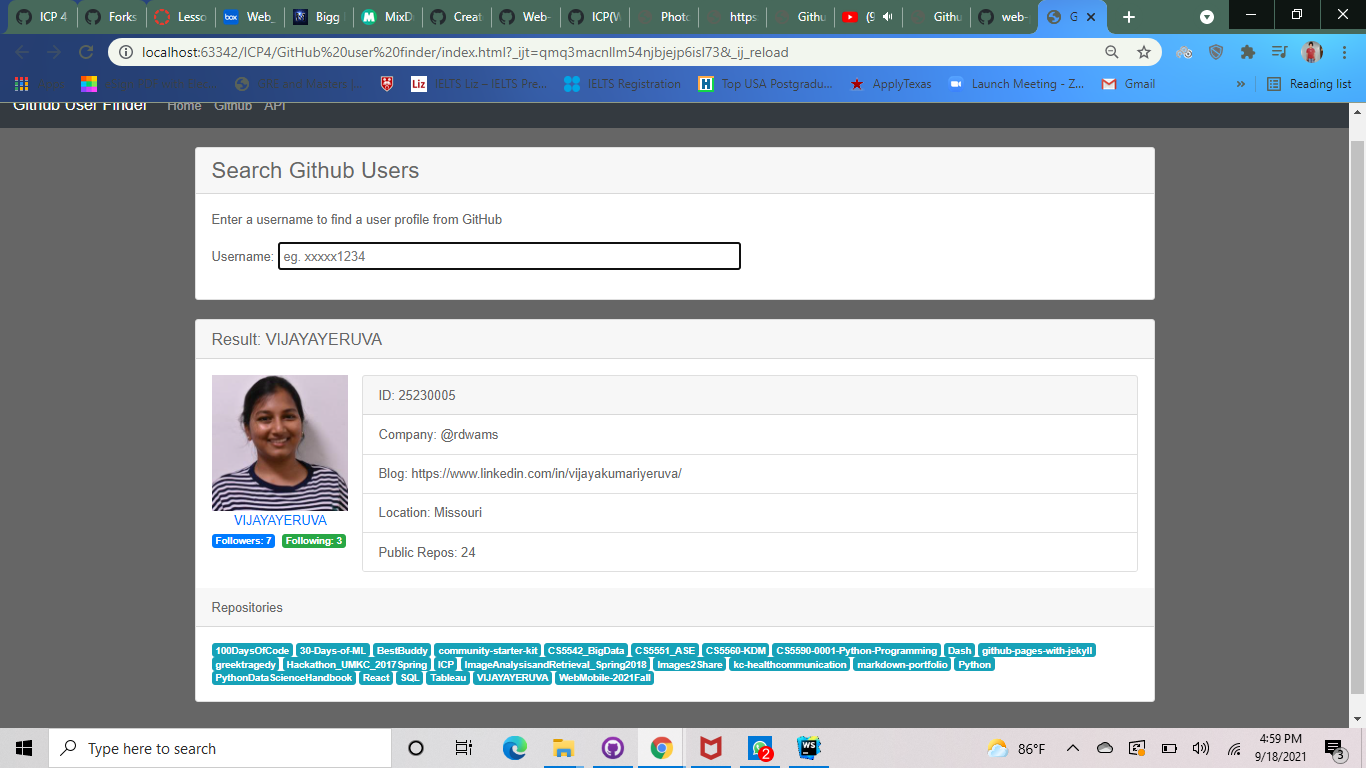 ICP 4
Forks
Lesso
Web_
Bigg
MixD
Creat
Web-
ICP(W
Photo
https
Githu
(9
Githu
web-
G
localhost:63342/ICP4/GitHub%20user%20finder/index.html?_ijt=qmq3macnllm54njbjejp6isl73&_ij_reload
Liz IELTS Liz – IELTS Pre...
IELTS Registration
Top USA Postgradu...
ApplyTexas
Launch Meeting - Z...
Gmail
»
Reading list
Github User Finder Home Github API
Search Github Users
Enter a username to find a user profile from GitHub
Username: eg. xxxxx1234
Result: VIJAYAYERUVA
ID: 25230005
Company: @rdwams
Blog: https://www.linkedin.com/in/vijayakumariyeruva/
Location: Missouri
Public Repos: 24
VIJAYAYERUVA
Followers: 7 Following: 3
Repositories
100DaysOfCode 30-Days-of-ML BestBuddy community-starter-kit CS5542_BigData CS5551_ASE CS5560-KDM CS5590-0001-Python-Programming Dash github-pages-with-jekyll
greektragedy Hackathon_UMKC_2017Spring ICP ImageAnalysisandRetrieval_Spring2018 Images2Share kc-healthcommunication markdown-portfolio Python
PythonDataScienceHandbook React SQL Tableau VIJAYAYERUVA WebMobile-2021Fall
Type here to search
2
WS
86°F
4:59 PM
9/18/2021
3